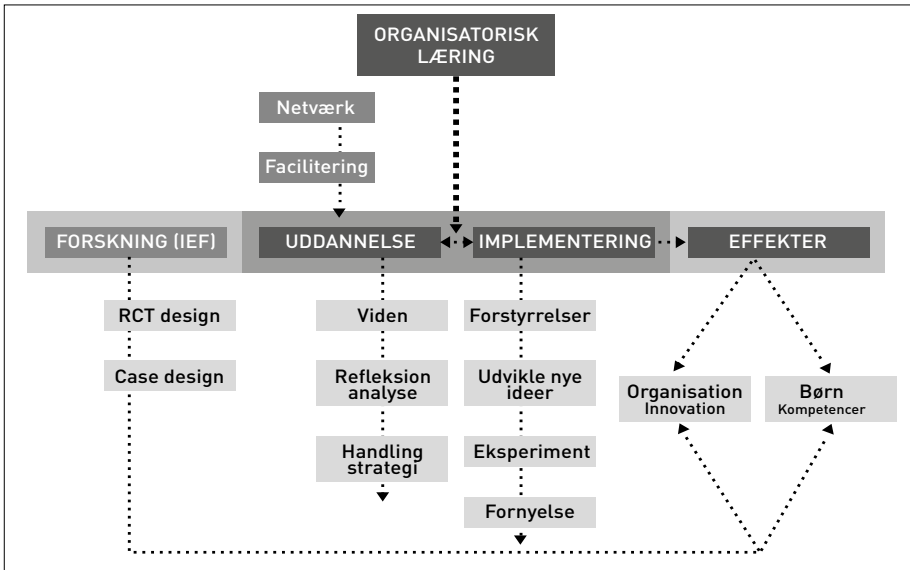 ORGANISATORISK
LÆRING
Netværk
Facilitering
FORSKNING (IEF)
UDDANNELSE
IMPLEMENTERING
EFFEKTER
RCT design
Case design
Viden
Refleksion
analyse
Handling
strategi
Forstyrrelser
Udvikle nye
ideer
Eksperiment
Fornyelse
Organisation
Innovation
Børn
Kompetencer